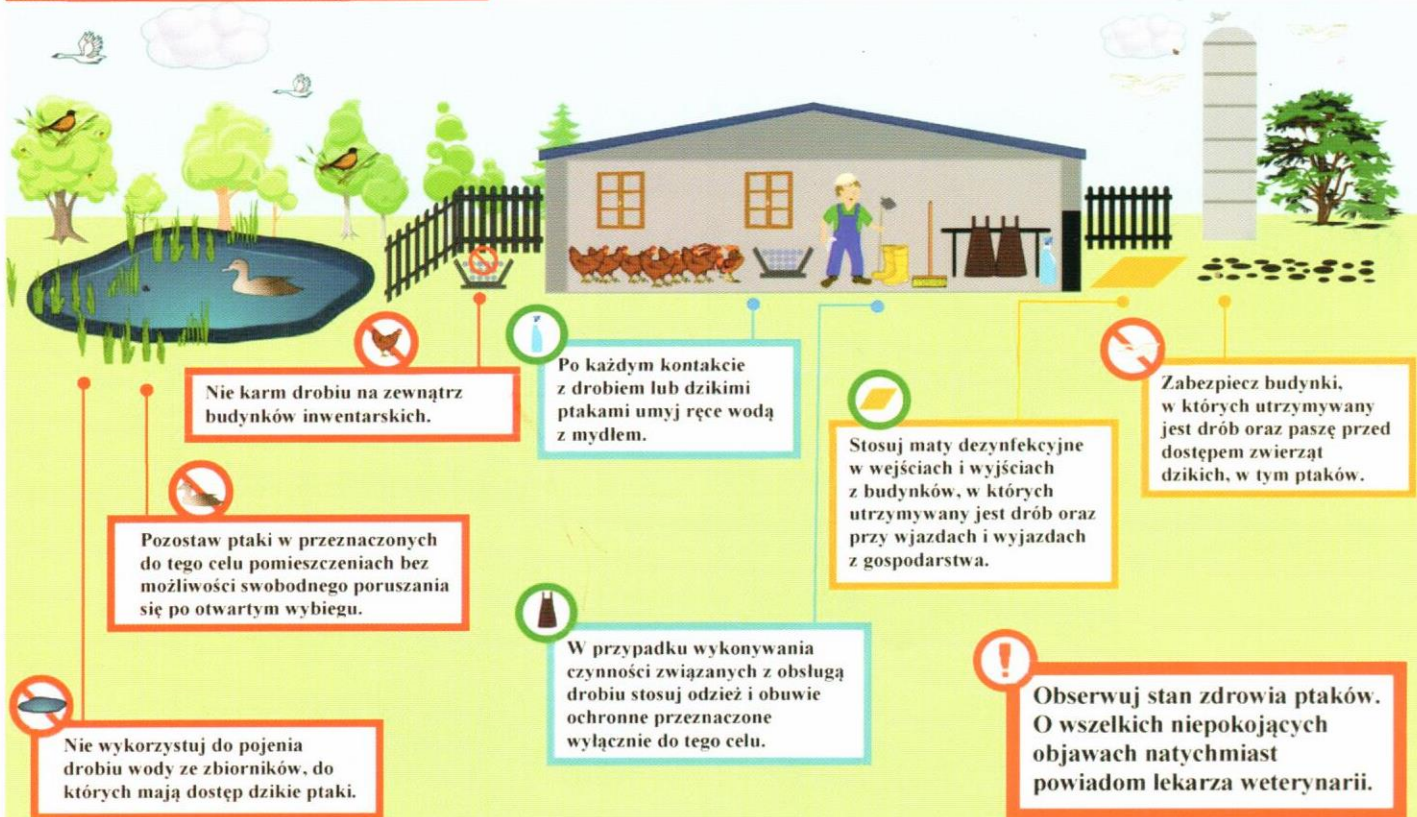 Nie karm drobiu na zewnątrz
budynków inwentarskich.
Po każdym kontakcie
z drobiem lub dzikimi
ptakami umyj ręce wodą
z mydłem.
Stosuj maty dezynfekcyjne
w wejściach i wyjściach
z budynków, w których
utrzymywany jest drób oraz
przy wjazdach i wyjazdach
z gospodarstwa.
Zabezpiecz budynki,
w których utrzymywany
jest drób oraz paszę przed
dostępem zwierząt
dzikich, w tym ptaków.
Pozostaw ptaki w przeznaczonych
do tego celu pomieszczeniach bez
możliwości swobodnego poruszania
się po otwartym wybiegu.
W przypadku wykonywania
czynności związanych z obsługą
drobiu stosuj odzież i obuwie
ochronne przeznaczone
wyłącznie do tego celu.
Nie wykorzystuj do pojenia
drobiu wody ze zbiorników, do
których mają dostęp dzikie ptaki.
Obserwuj stan zdrowia ptaków.
O wszelkich niepokojących
objawach natychmiast
powiadom lekarza weterynarii.